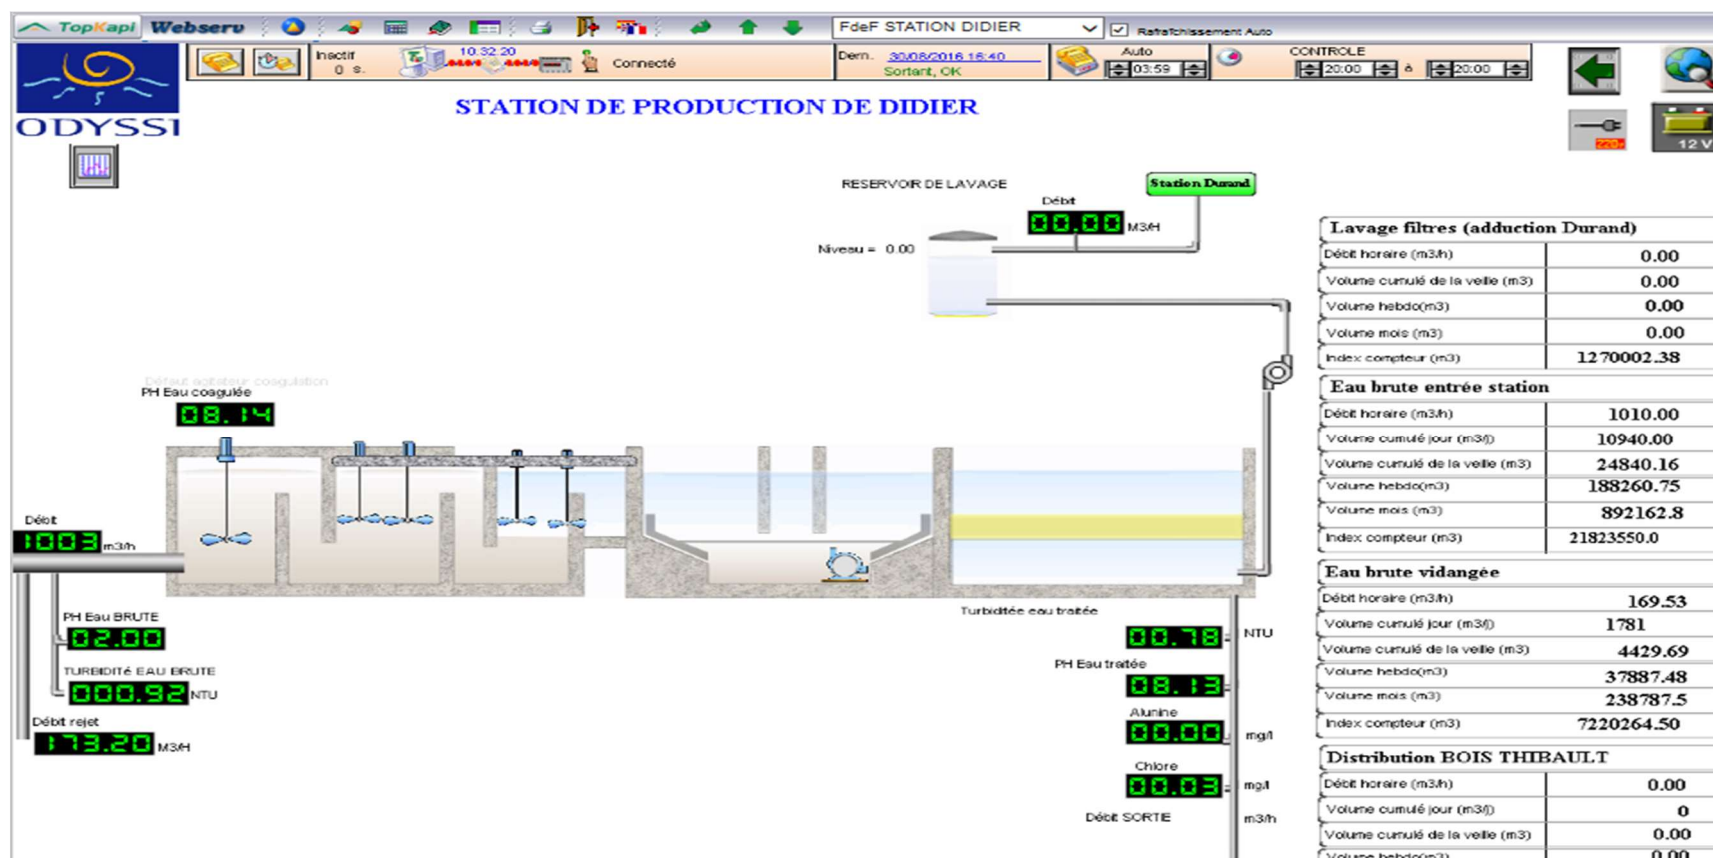 TopKapi Webserv FdeF STATION DIDIER Rafraîchissement Auto
Inactif 10.32.20 Connecté Dern. 30/08/2016 16:40 Auto CONTROLE
0 s. Sortant, OK 03:59 20:00 à 20:00
ODYSSI
STATION DE PRODUCTION DE DIDIER
220v
12 V
RESERVOIR DE LAVAGE
Station Durand
Débit
00.00 M3/H
Niveau = 0.00
Défaut agitateur coagulation
PH Eau coagulée
08.14
Débit
1003 m3/h
PH Eau BRUTE
02.00
TURBIDITé EAU BRUTE
000.92 NTU
Débit rejet
173.20 M3/H
Turbiditée eau traitée
00.78 NTU
PH Eau traitée
08.13
Alunine
00.00 mg/l
Chlore
00.03 mg/l
Débit SORTIE m3/h
Lavage filtres (adduction Durand)
Débit horaire (m3/h) 0.00
Volume cumulé de la veille (m3) 0.00
Volume hebdo(m3) 0.00
Volume mois (m3) 0.00
Index compteur (m3) 1270002.38
Eau brute entrée station
Débit horaire (m3/h) 1010.00
Volume cumulé jour (m3/j) 10940.00
Volume cumulé de la veille (m3) 24840.16
Volume hebdo(m3) 188260.75
Volume mois (m3) 892162.8
Index compteur (m3) 21823550.0
Eau brute vidangée
Débit horaire (m3/h) 169.53
Volume cumulé jour (m3/j) 1781
Volume cumulé de la veille (m3) 4429.69
Volume hebdo(m3) 37887.48
Volume mois (m3) 238787.5
Index compteur (m3) 7220264.50
Distribution BOIS THIBAULT
Débit horaire (m3/h) 0.00
Volume cumulé jour (m3/j) 0
Volume cumulé de la veille (m3) 0.00
Volume hebdo(m3) 0.00